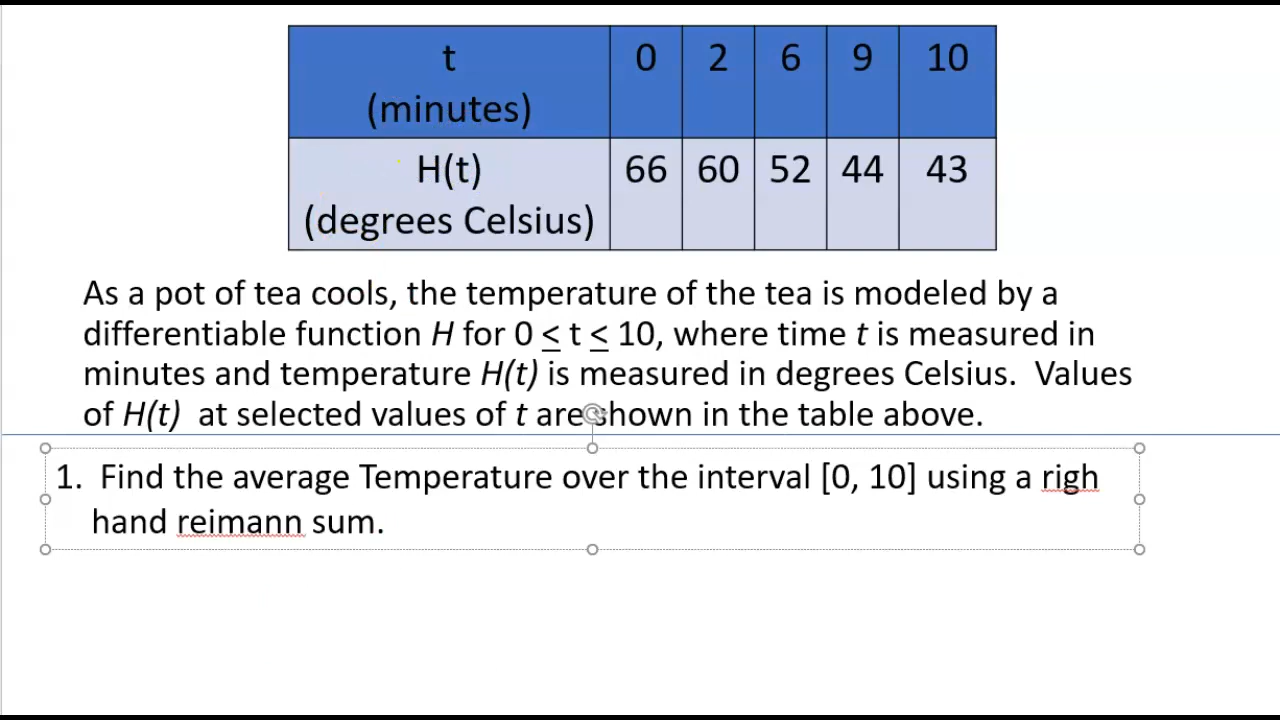 t 0 2 6 9 10
(minutes)
H(t) 66 60 52 44 43
(degrees Celsius)
As a pot of tea cools, the temperature of the tea is modeled by a
differentiable function H for 0 ≤ t ≤ 10, where time t is measured in
minutes and temperature H(t) is measured in degrees Celsius. Values
of H(t) at selected values of t are shown in the table above.
1. Find the average Temperature over the interval [0, 10] using a righ
hand reimann sum.